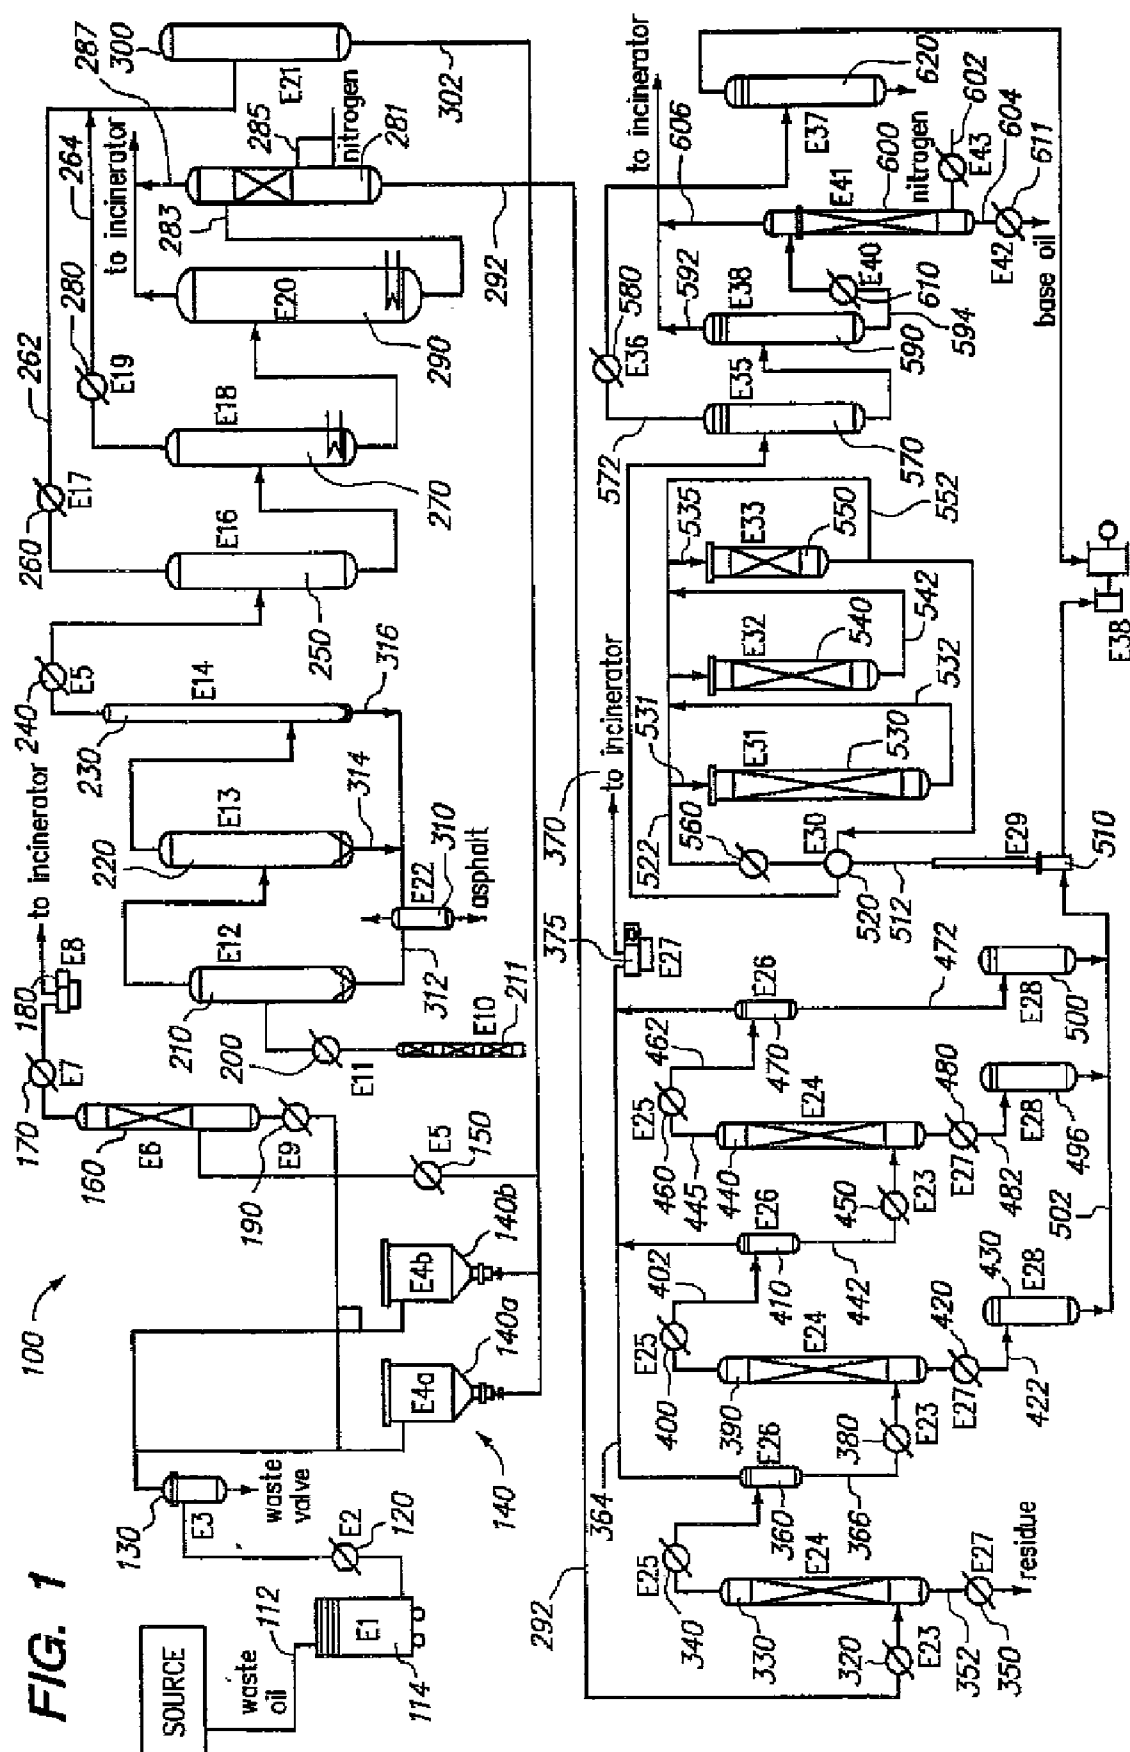 FIG. 1
100
SOURCE
waste oil
112
E1
114
E2
120
130
E3
waste valve
140
E4a
140a
E4b
140b
E5
150
160
E6
170
E7
180
E8
to incinerator
E9
190
200
E11
E10
211
210
E12
312
E22
310
asphalt
220
E13
314
230
E14
316
240
E5
250
E16
260
E17
262
270
E18
280
E19
264
290
E20
to incinerator
287
283
285
nitrogen
281
292
300
E21
302
292
364
320
E23
330
E24
340
E25
352
350
E27
residue
360
E26
366
380
E23
390
E24
400
E25
402
410
E26
442
420
E27
422
430
E28
450
E23
440
445
E24
460
E25
462
470
E26
472
480
E27
482
496
E28
500
E28
502
375
E27
370
to incinerator
510
E29
512
520
E30
560
522
531
E31
530
532
E32
540
542
535
E33
550
552
E38
572
E35
570
580
E36
592
E38
590
594
610
E40
606
to incinerator
E41
600
nitrogen
E43
602
604
E42
611
base oil
E37
620